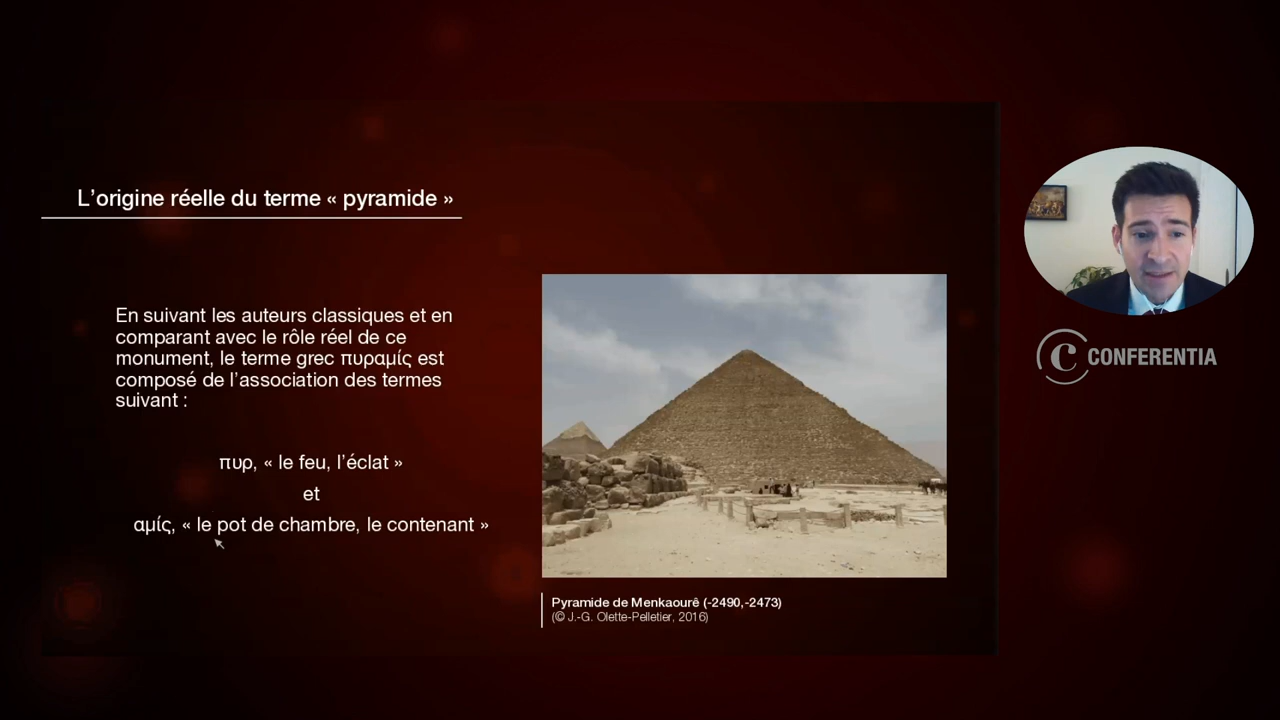 L’origine réelle du terme « pyramide »
En suivant les auteurs classiques et en
comparant avec le rôle réel de ce
monument, le terme grec πυραμίς est
composé de l’association des termes
suivant :
πυρ, « le feu, l’éclat »
et
αμίς, « le pot de chambre, le contenant »
Pyramide de Menkaourê (-2490,-2473)
(© J.-G. Olette-Pelletier, 2016)
C CONFERENTIA